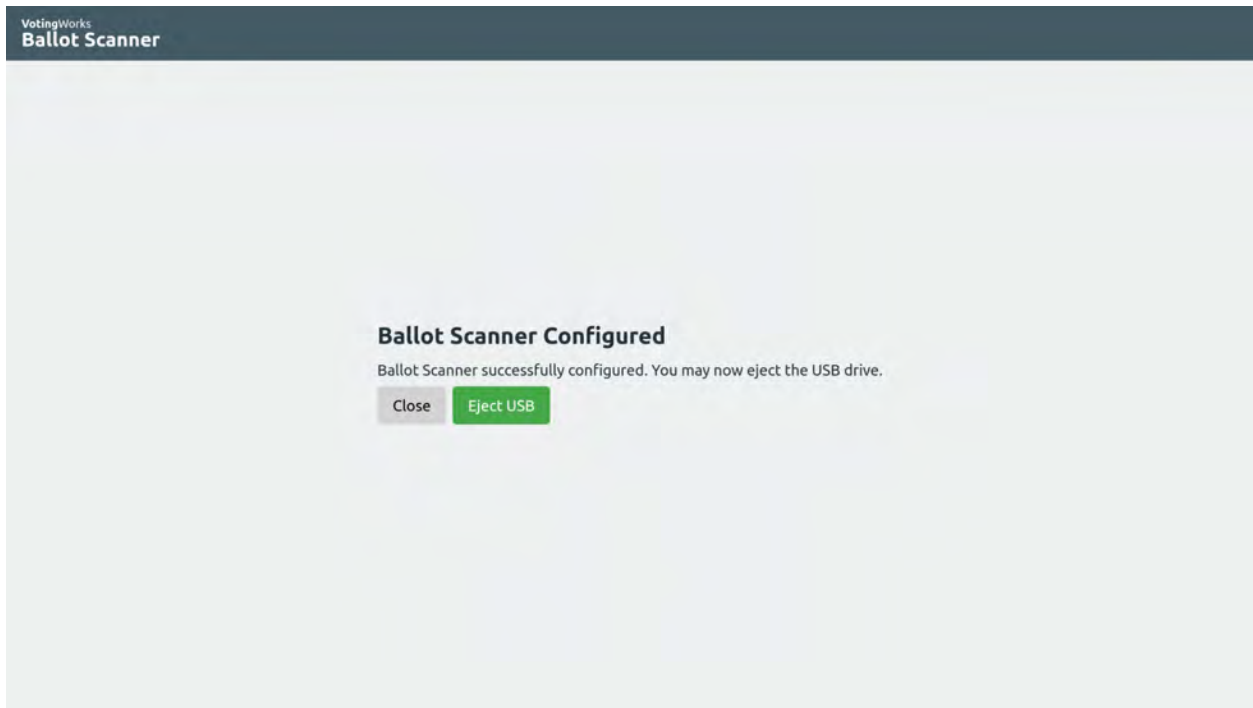 VotingWorks
Ballot Scanner
Ballot Scanner Configured
Ballot Scanner successfully configured. You may now eject the USB drive.
Close Eject USB